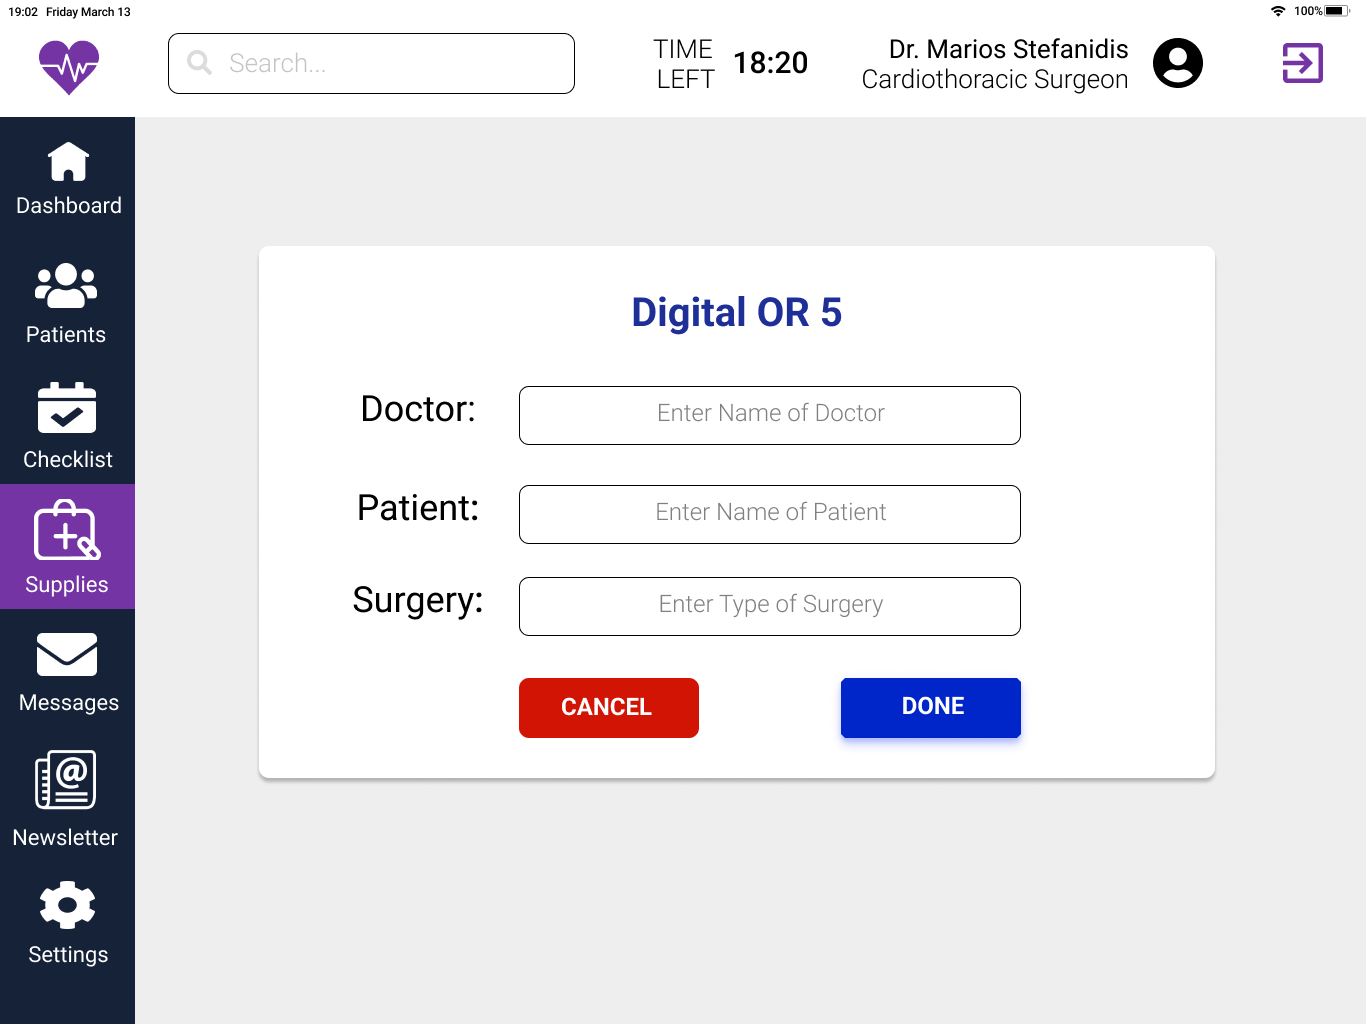 19:02 Friday March 13
100%
Search...
TIME LEFT
18:20
Dr. Marios Stefanidis
Cardiothoracic Surgeon
Dashboard
Patients
Checklist
Supplies
Messages
@
Newsletter
Settings
Digital OR 5
Doctor:
Enter Name of Doctor
Patient:
Enter Name of Patient
Surgery:
Enter Type of Surgery
CANCEL
DONE